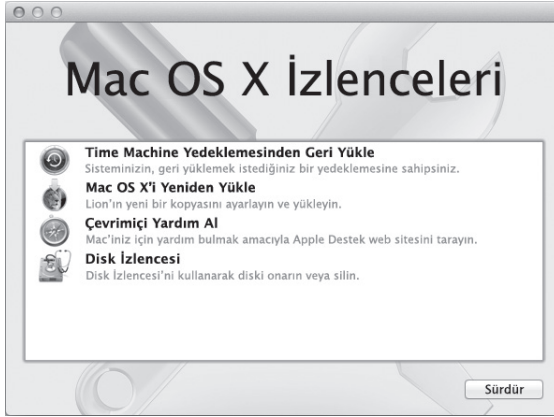 Mac OS X İzlenceleri
Time Machine Yedeklemesinden Geri Yükle
Sisteminizin, geri yüklemek istediğiniz bir yedeklemesine sahipsiniz.
Mac OS X'i Yeniden Yükle
Lion'ın yeni bir kopyasını ayarlayın ve yükleyin.
Çevrimiçi Yardım Al
Mac'iniz için yardım bulmak amacıyla Apple Destek web sitesini tarayın.
Disk İzlencesi
Disk İzlencesi'ni kullanarak diski onarın veya silin.
Sürdür